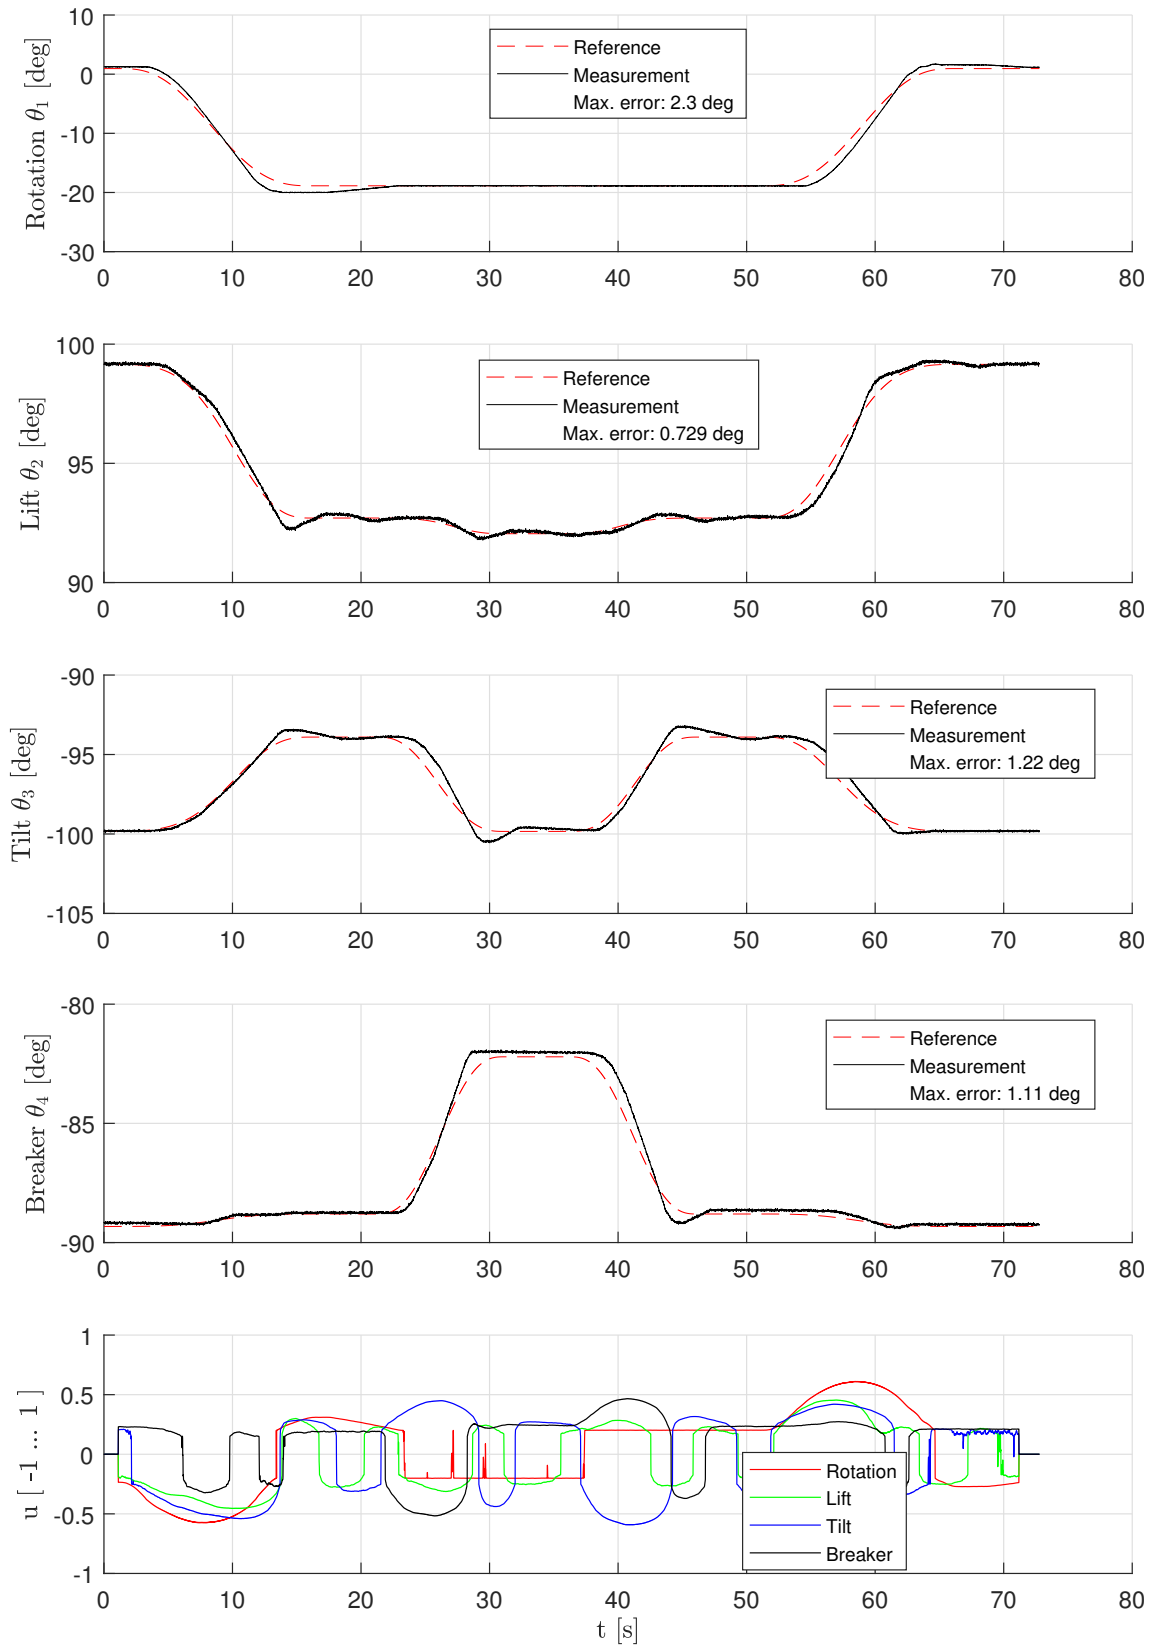 10
0
-10
-20
-30
Rotation θ1 [deg]
Reference
Measurement
Max. error: 2.3 deg
0 10 20 30 40 50 60 70 80
100
95
90
Lift θ2 [deg]
Reference
Measurement
Max. error: 0.729 deg
0 10 20 30 40 50 60 70 80
-90
-95
-100
-105
Tilt θ3 [deg]
Reference
Measurement
Max. error: 1.22 deg
0 10 20 30 40 50 60 70 80
-80
-85
-90
Breaker θ4 [deg]
Reference
Measurement
Max. error: 1.11 deg
0 10 20 30 40 50 60 70 80
1
0.5
0
-0.5
-1
u [ -1 ... 1 ]
Rotation
Lift
Tilt
Breaker
0 10 20 30 40 50 60 70 80
t [s]